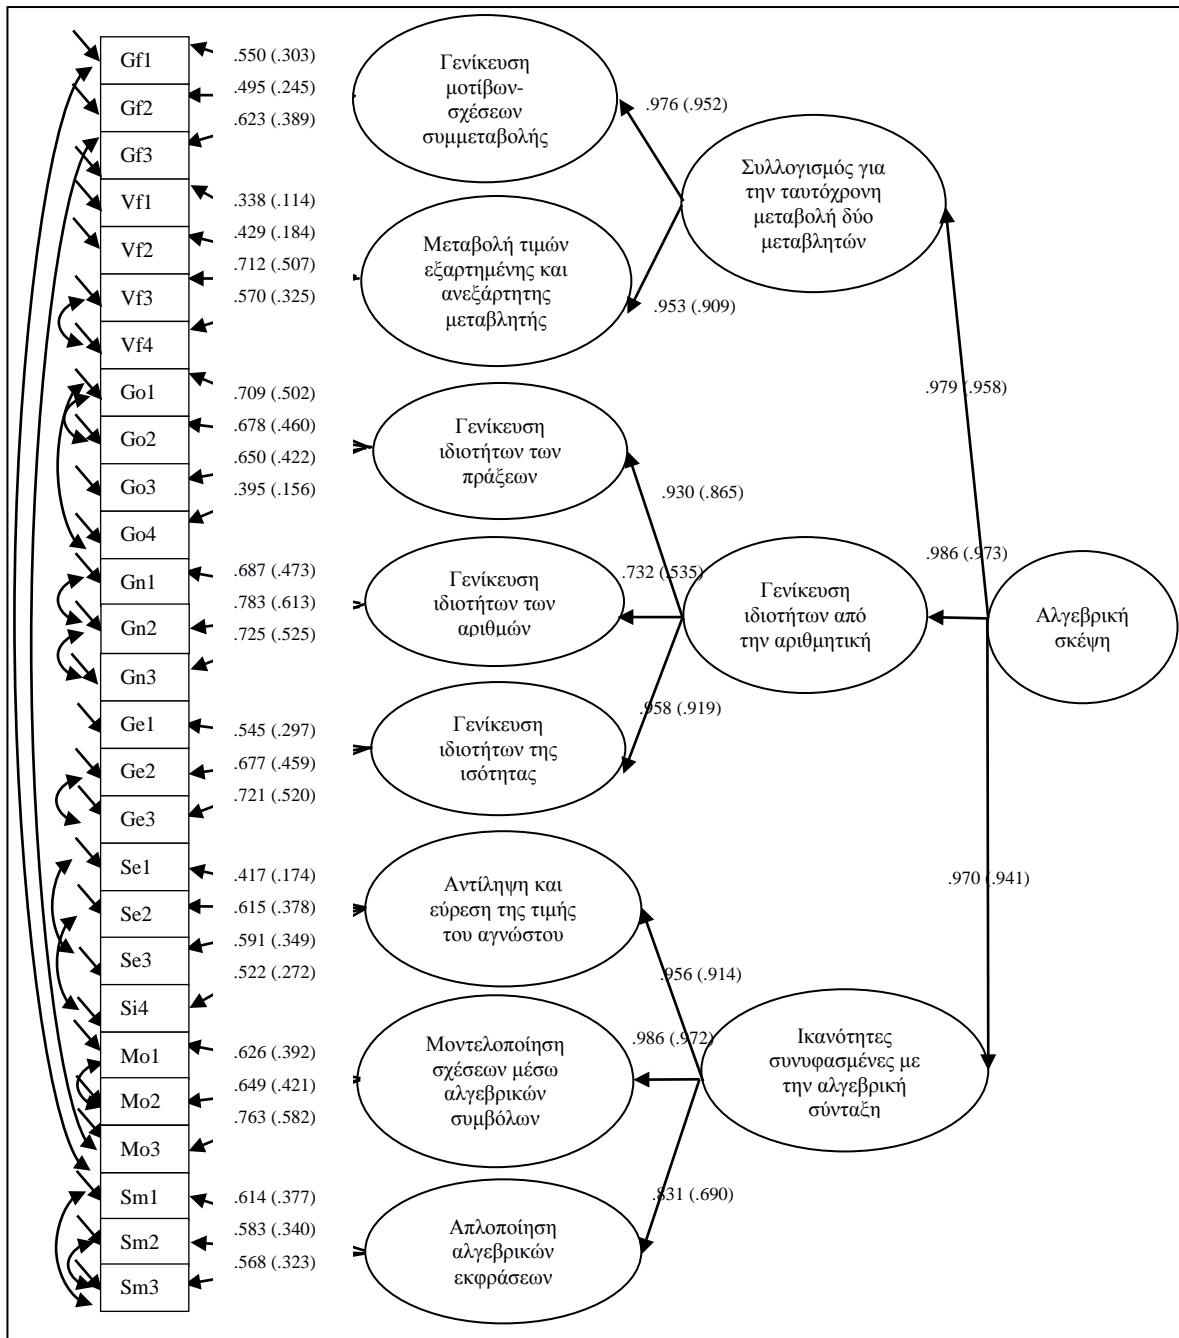 Gf1
Gf2
Gf3
Vf1
Vf2
Vf3
Vf4
Go1
Go2
Go3
Go4
Gn1
Gn2
Gn3
Ge1
Ge2
Ge3
Se1
Se2
Se3
Si4
Mo1
Mo2
Mo3
Sm1
Sm2
Sm3
.550 (.303)
.495 (.245)
.623 (.389)
.338 (.114)
.429 (.184)
.712 (.507)
.570 (.325)
.709 (.502)
.678 (.460)
.650 (.422)
.395 (.156)
.687 (.473)
.783 (.613)
.725 (.525)
.545 (.297)
.677 (.459)
.721 (.520)
.417 (.174)
.615 (.378)
.591 (.349)
.522 (.272)
.626 (.392)
.649 (.421)
.763 (.582)
.614 (.377)
.583 (.340)
.568 (.323)
Γενίκευση
μοτίβων-
σχέσεων
συμμεταβολής
Μεταβολή τιμών
εξαρτημένης και
ανεξάρτητης
μεταβλητής
Γενίκευση
ιδιοτήτων των
πράξεων
Γενίκευση
ιδιοτήτων των
αριθμών
Γενίκευση
ιδιοτήτων της
ισότητας
Αντίληψη και
εύρεση της τιμής
του αγνώστου
Μοντελοποίηση
σχέσεων μέσω
αλγεβρικών
συμβόλων
Απλοποίηση
αλγεβρικών
εκφράσεων
.976 (.952)
.953 (.909)
.930 (.865)
.732 (.535)
.958 (.919)
.956 (.914)
.986 (.972)
.831 (.690)
Συλλογισμός για
την ταυτόχρονη
μεταβολή δύο
μεταβλητών
Γενίκευση
ιδιοτήτων από
την αριθμητική
Ικανότητες
συνυφασμένες με
την αλγεβρική
σύνταξη
.979 (.958)
.986 (.973)
.970 (.941)
Αλγεβρική
σκέψη